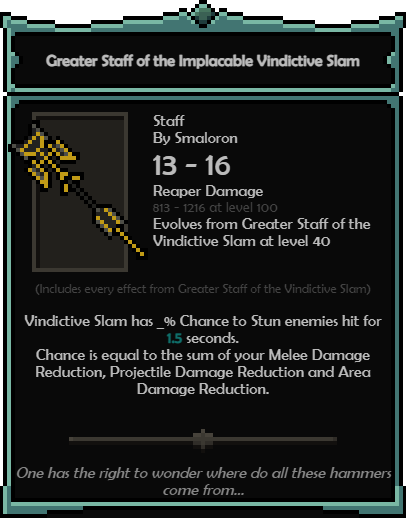 Greater Staff of the Implacable Vindictive Slam
Staff
By Smaloron
13 - 16
Reaper Damage
813 - 1216 at level 100
Evolves from Greater Staff of the
Vindictive Slam at level 40
(Includes every effect from Greater Staff of the Vindictive Slam)
Vindictive Slam has _% Chance to Stun enemies hit for
1.5 seconds.
Chance is equal to the sum of your Melee Damage
Reduction, Projectile Damage Reduction and Area
Damage Reduction.
One has the right to wonder where do all these hammers
come from...